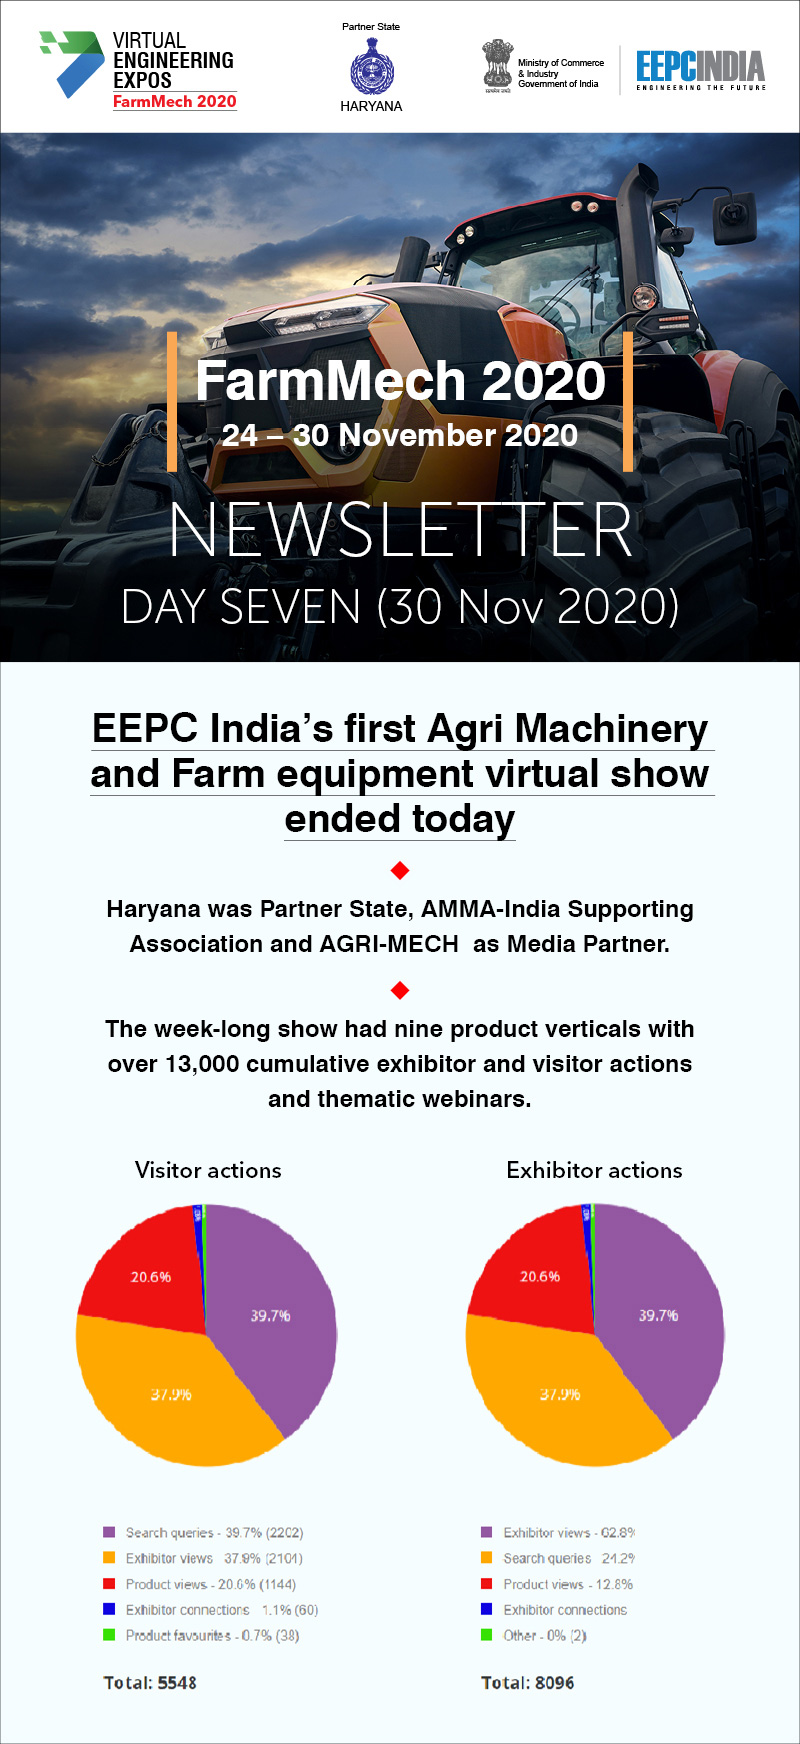 VIRTUAL
ENGINEERING
EXPOS
FarmMech 2020
Partner State
HARYANA
सत्यमेव जयते
Ministry of Commerce
& Industry
Government of India
EEPCINDIA
ENGINEERING THE FUTURE
FarmMech 2020
24 – 30 November 2020
NEWSLETTER
DAY SEVEN (30 Nov 2020)
EEPC India’s first Agri Machinery
and Farm equipment virtual show
ended today
Haryana was Partner State, AMMA-India Supporting
Association and AGRI-MECH as Media Partner.
The week-long show had nine product verticals with
over 13,000 cumulative exhibitor and visitor actions
and thematic webinars.
Visitor actions
20.6%
39.7%
37.9%
Search queries - 39.7% (2202)
Exhibitor views 37.9% (2101)
Product views - 20.6% (1144)
Exhibitor connections 1.1% (60)
Product favourites - 0.7% (38)
Total: 5548
Exhibitor actions
20.6%
39.7%
37.9%
Exhibitor views - 62.8%
Search queries 24.2%
Product views - 12.8%
Exhibitor connections
Other - 0% (2)
Total: 8096